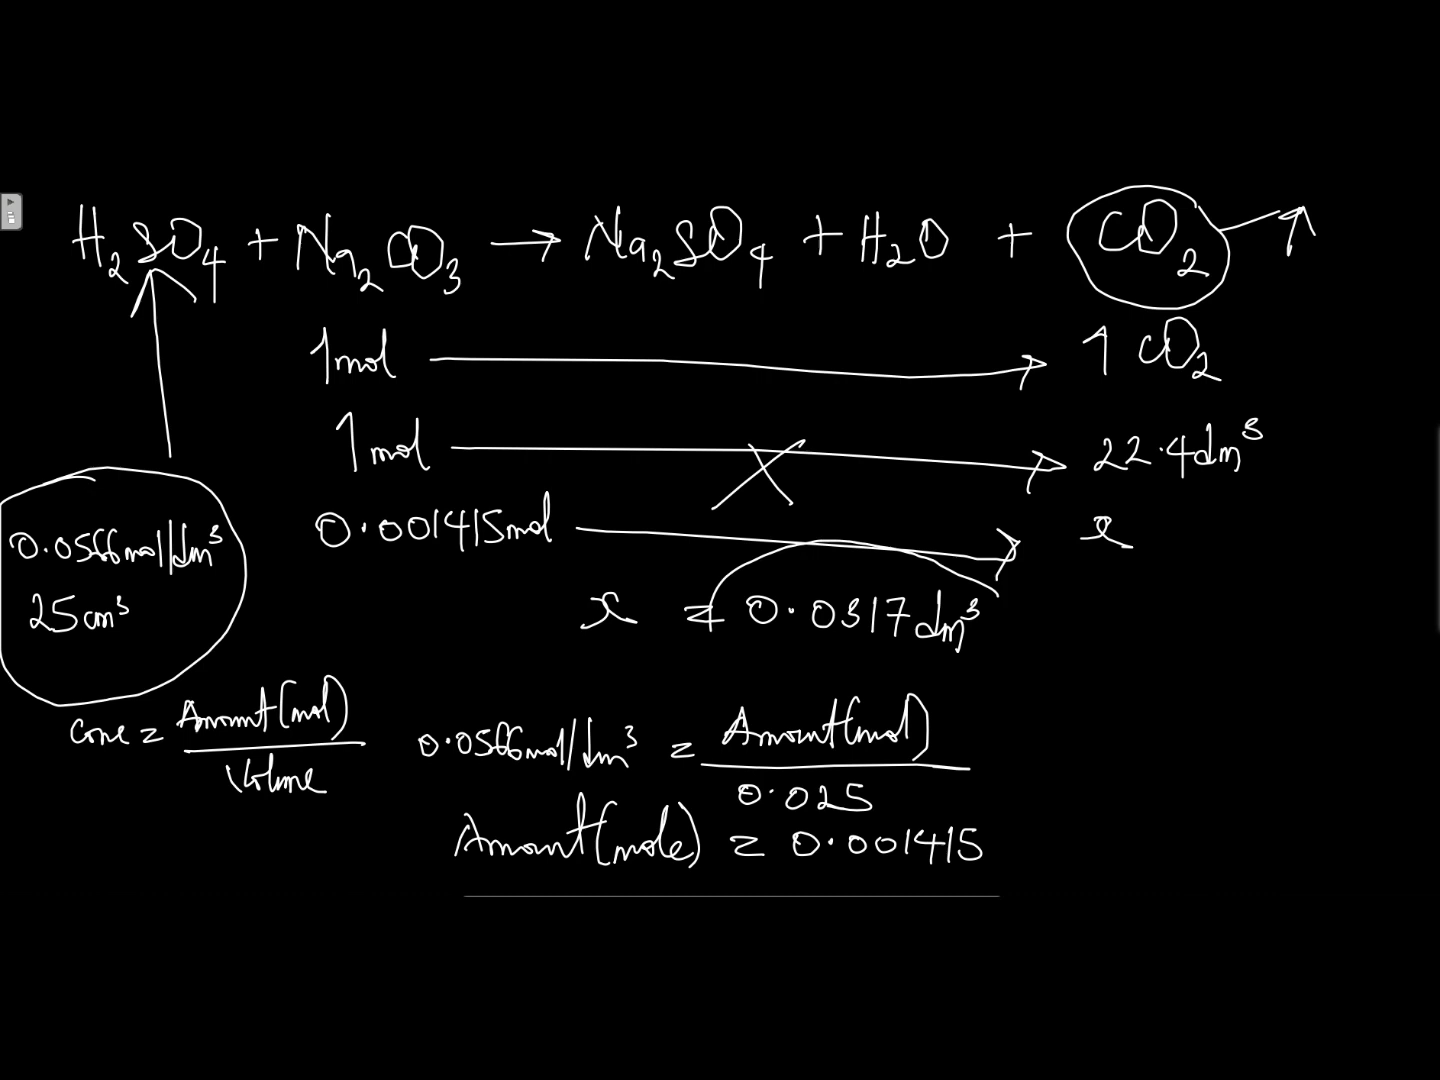 H₂SO₄ + Na₂CO₃ → Na₂SO₄ + H₂O + CO₂ ↑
1mol → 1 CO₂
1mol → 22.4dm³
0.001415mol → x
0.0566mol/dm³
25cm³
x = 0.0317dm³
conc = Amount(mol) / Volume
0.0566mol/dm³ = Amount(mol) / 0.025
Amount(mole) = 0.001415